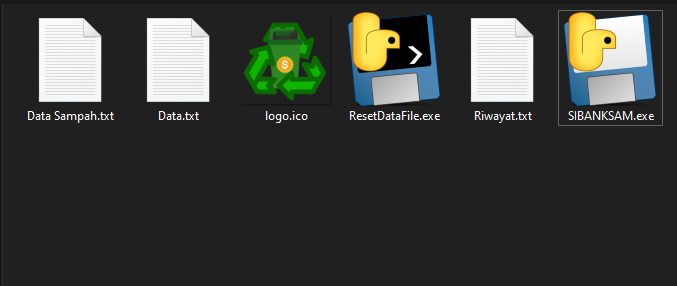 Data Sampah.txt
Data.txt
logo.ico
ResetDataFile.exe
Riwayat.txt
SIBANKSAM.exe